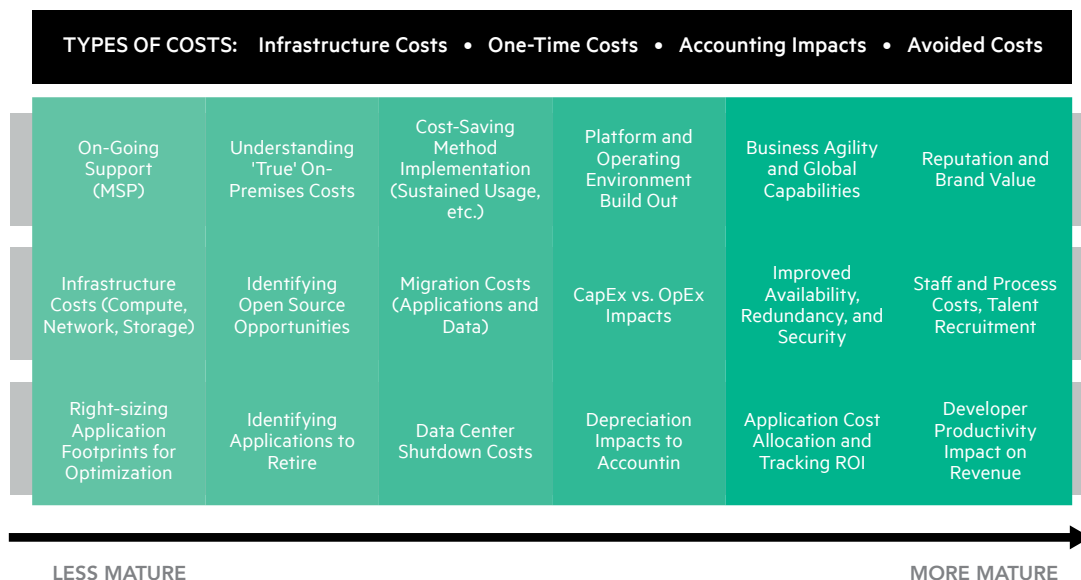 TYPES OF COSTS: Infrastructure Costs • One-Time Costs • Accounting Impacts • Avoided Costs
On-Going
Support
(MSP)
Understanding
'True' On-
Premises Costs
Cost-Saving
Method
Implementation
(Sustained Usage,
etc.)
Platform and
Operating
Environment
Build Out
Business Agility
and Global
Capabilities
Reputation and
Brand Value
Infrastructure
Costs (Compute,
Network, Storage)
Identifying
Open Source
Opportunities
Migration Costs
(Applications and
Data)
CapEx vs. OpEx
Impacts
Improved
Availability,
Redundancy, and
Security
Staff and Process
Costs, Talent
Recruitment
Right-sizing
Application
Footprints for
Optimization
Identifying
Applications to
Retire
Data Center
Shutdown Costs
Depreciation
Impacts to
Accountin
Application Cost
Allocation and
Tracking ROI
Developer
Productivity
Impact on
Revenue
LESS MATURE
MORE MATURE